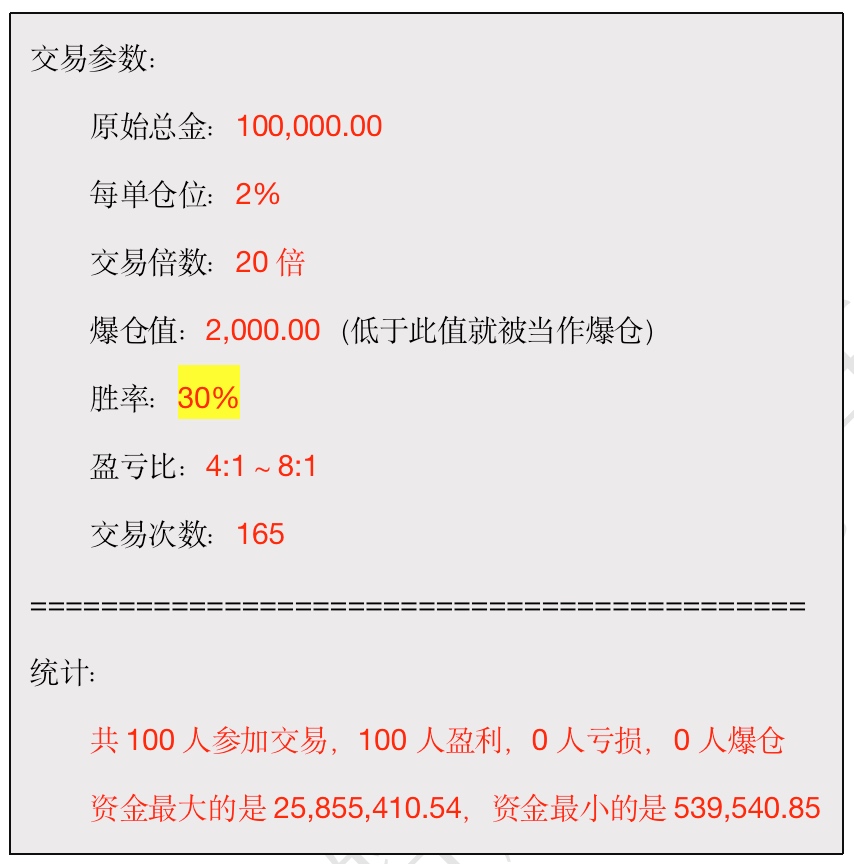 交易参数：
原始总金：100,000.00
每单仓位：2%
交易倍数：20 倍
爆仓值：2,000.00（低于此值就被当作爆仓）
胜率：30%
盈亏比：4:1 ~ 8:1
交易次数：165
============================================
统计：
共 100 人参加交易，100 人盈利，0 人亏损，0 人爆仓
资金最大的是 25,855,410.54，资金最小的是 539,540.85